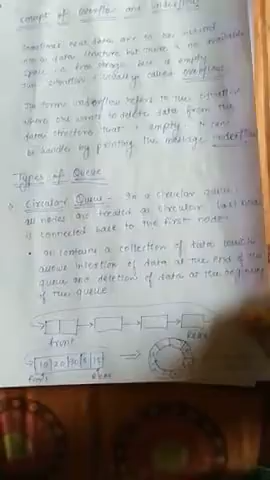 Concept of overflow and underflow
Sometimes new data are to be inserted
into a data structure but there is no available
space i.e. free storage list is empty
This situation is usually called overflow.
The terms underflow refers to the situation
where one wants to delete data from the
data structure that is empty. It can
be handled by printing the message underflow
Types of Queue
Circular Queue - In a circular queue
all nodes are treated as circular last node
is connected back to the first node.
• contains a collection of data which
allows insertion of data at the end of the
queue and deletion of data at the beginning
of the queue
front
Rear
10 20 30 15
Front Rear